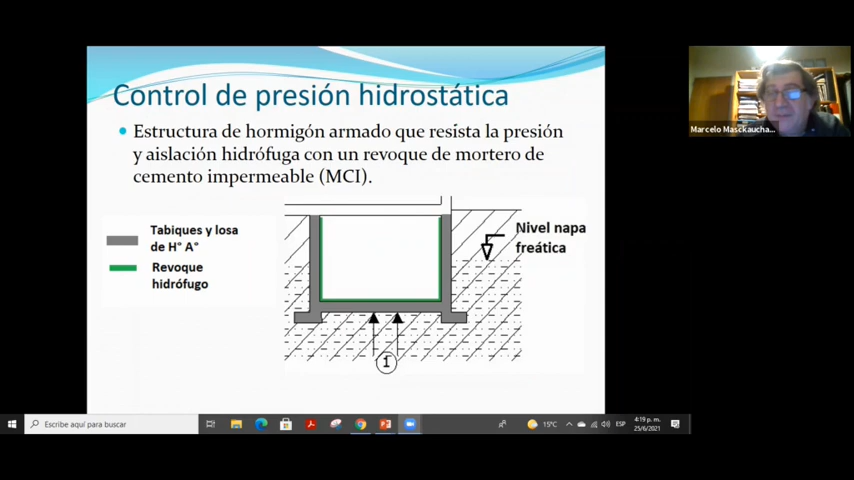 Control de presión hidrostática
Estructura de hormigón armado que resista la presión
y aislación hidrófuga con un revoque de mortero de
cemento impermeable (MCI).
Tabiques y losa
de H° A°
Revoque
hidrófugo
Nivel napa
freática
1
Marcelo Masckaucha...
Escribe aquí para buscar
15°C
ESP
4:19 p. m.
25/6/2021